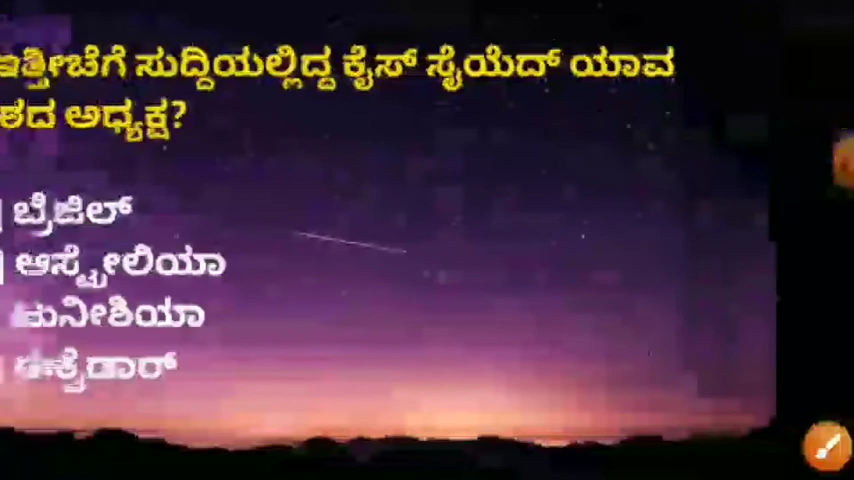 ಇತ್ತೀಚೆಗೆ ಸುದ್ದಿಯಲ್ಲಿದ್ದ ಕೈಸ್ ಸೈಯೆದ್ ಯಾವ
ಅಧ್ಯಕ್ಷ?
ಬ್ರೆಜಿಲ್
ಆಸ್ಟ್ರೇಲಿಯಾ